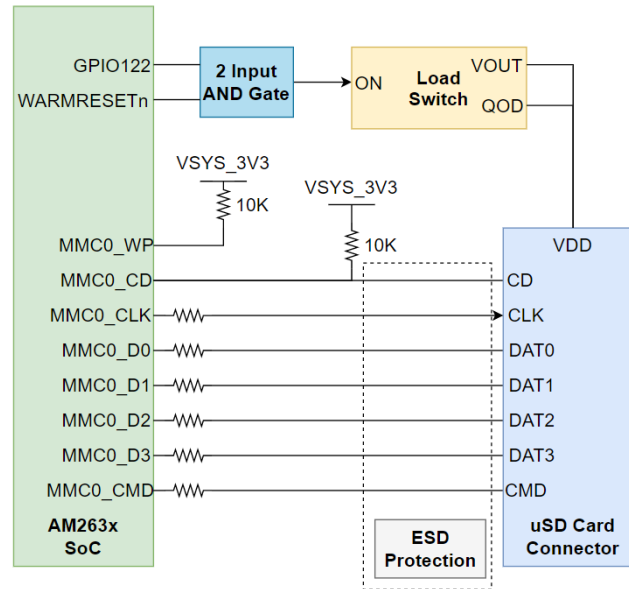 GPIO122
WARMRESETn
2 Input
AND Gate
ON
Load
Switch
VOUT
QOD
VSYS_3V3
10K
VSYS_3V3
10K
VDD
MMC0_WP
MMC0_CD
CD
MMC0_CLK
CLK
MMC0_D0
DAT0
MMC0_D1
DAT1
MMC0_D2
DAT2
MMC0_D3
DAT3
MMC0_CMD
CMD
AM263x
SoC
ESD
Protection
uSD Card
Connector